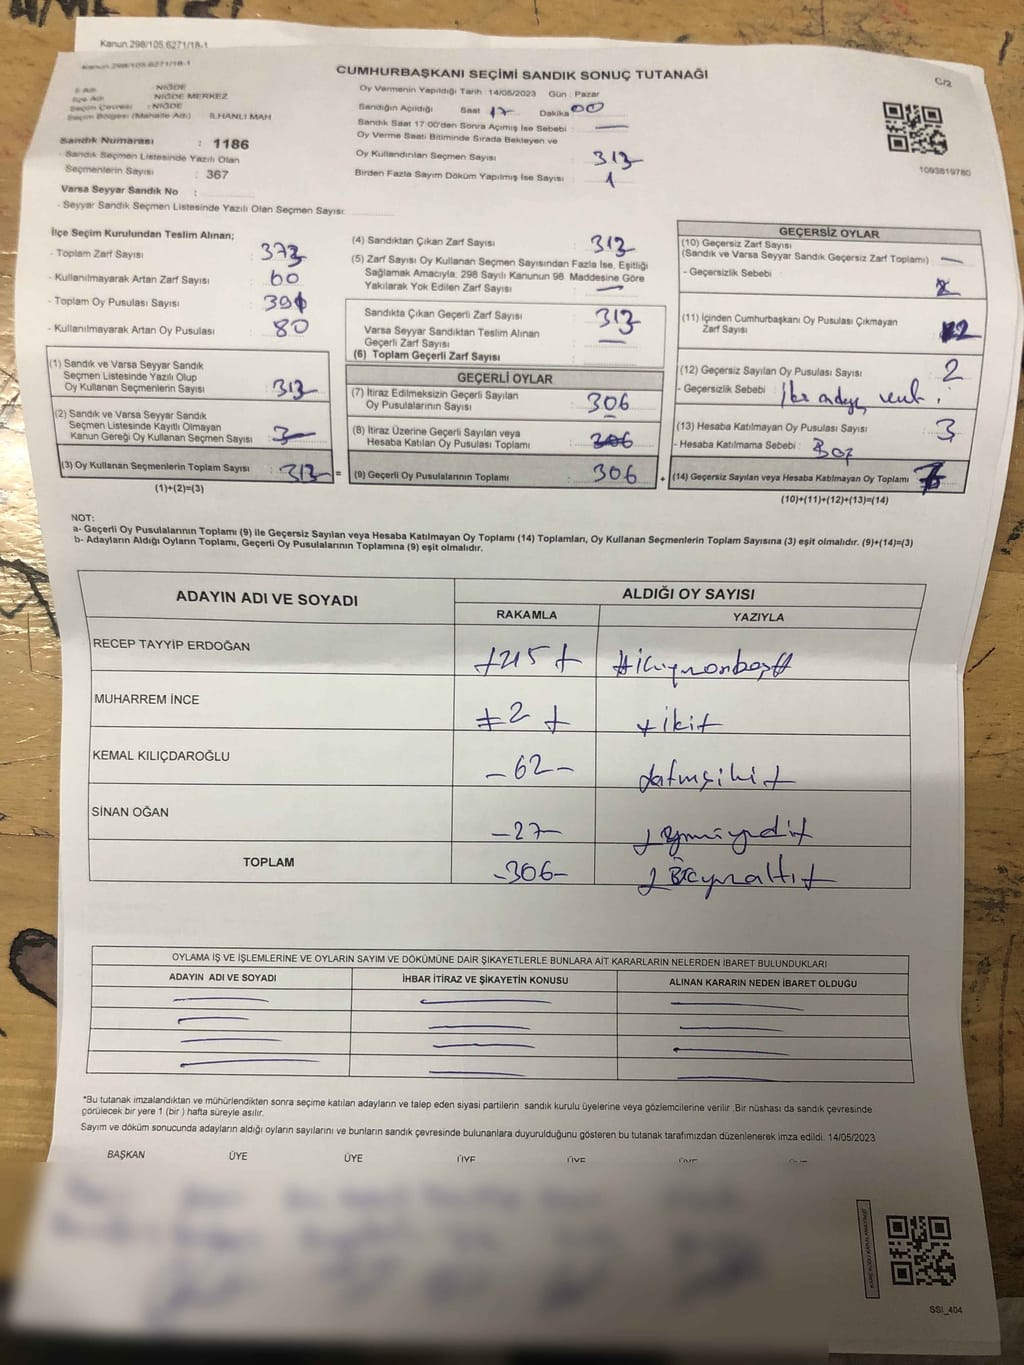 Kanun.298/105.6271/18-1
Kanun.298/105.6271/18-1
C/2
CUMHURBAŞKANI SEÇİMİ SANDIK SONUÇ TUTANAĞI
İl Adı : NİĞDE
İlçe Adı : NİĞDE MERKEZ
Seçim Çevresi : NİĞDE
Seçim Bölgesi (Mahalle Adı) İLHANLI MAH
Sandık Numarası : 1186
- Sandık Seçmen Listesinde Yazılı Olan
Seçmenlerin Sayısı : 367
Varsa Seyyar Sandık No :
- Seyyar Sandık Seçmen Listesinde Yazılı Olan Seçmen Sayısı:
Oy Vermenin Yapıldığı Tarih : 14/05/2023 Gün : Pazar
Sandığın Açıldığı Saat 17 Dakika 00
Sandık Saat 17:00'den Sonra Açılmış İse Sebebi :
Oy Verme Saati Bitiminde Sırada Bekleyen ve
Oy Kullandırılan Seçmen Sayısı : 313
Birden Fazla Sayım Döküm Yapılmış İse Sayısı : 1
1093819780
İlçe Seçim Kurulundan Teslim Alınan;
- Toplam Zarf Sayısı : 373
- Kullanılmayarak Artan Zarf Sayısı : 60
- Toplam Oy Pusulası Sayısı :
- Kullanılmayarak Artan Oy Pusulası : 80
(1) Sandık ve Varsa Seyyar Sandık
Seçmen Listesinde Yazılı Olup
Oy Kullanan Seçmenlerin Sayısı : 313
(2) Sandık ve Varsa Seyyar Sandık
Seçmen Listesinde Kayıtlı Olmayan
Kanun Gereği Oy Kullanan Seçmen Sayısı :
(3) Oy Kullanan Seçmenlerin Toplam Sayısı : 313 =
(1)+(2)=(3)
(4) Sandıktan Çıkan Zarf Sayısı : 313
(5) Zarf Sayısı Oy Kullanan Seçmen Sayısından Fazla İse, Eşitliği
Sağlamak Amacıyla; 298 Sayılı Kanunun 98. Maddesine Göre
Yakılarak Yok Edilen Zarf Sayısı :
Sandıkta Çıkan Geçerli Zarf Sayısı : 313
Varsa Seyyar Sandıktan Teslim Alınan
Geçerli Zarf Sayısı :
(6) Toplam Geçerli Zarf Sayısı
GEÇERLİ OYLAR
(7) İtiraz Edilmeksizin Geçerli Sayılan
Oy Pusulalarının Sayısı : 306
(8) İtiraz Üzerine Geçerli Sayılan veya
Hesaba Katılan Oy Pusulası Toplamı : 306
(9) Geçerli Oy Pusulalarının Toplamı : 306 +
GEÇERSİZ OYLAR
(10) Geçersiz Zarf Sayısı
(Sandık ve Varsa Seyyar Sandık Geçersiz Zarf Toplamı) :
- Geçersizlik Sebebi :
(11) İçinden Cumhurbaşkanı Oy Pusulası Çıkmayan
Zarf Sayısı : 2
(12) Geçersiz Sayılan Oy Pusulası Sayısı : 2
- Geçersizlik Sebebi :
(13) Hesaba Katılmayan Oy Pusulası Sayısı : 3
- Hesaba Katılmama Sebebi : Boş
(14) Geçersiz Sayılan veya Hesaba Katılmayan Oy Toplamı : 7
(10)+(11)+(12)+(13)=(14)
NOT:
a- Geçerli Oy Pusulalarının Toplamı (9) ile Geçersiz Sayılan veya Hesaba Katılmayan Oy Toplamı (14) Toplamları, Oy Kullanan Seçmenlerin Toplam Sayısına (3) eşit olmalıdır. (9)+(14)=(3)
b- Adayların Aldığı Oyların Toplamı, Geçerli Oy Pusulalarının Toplamına (9) eşit olmalıdır.
ADAYIN ADI VE SOYADI
ALDIĞI OY SAYISI
RAKAMLA YAZIYLA
RECEP TAYYİP ERDOĞAN 215 ikiyüzonbeş
MUHARREM İNCE 2 iki
KEMAL KILIÇDAROĞLU -62- altmışiki
SİNAN OĞAN -27- yirmiyedi
TOPLAM -306- üçyüzaltı
OYLAMA İŞ VE İŞLEMLERİNE VE OYLARIN SAYIM VE DÖKÜMÜNE DAİR ŞİKAYETLERLE BUNLARA AİT KARARLARIN NELERDEN İBARET BULUNDUKLARI
ADAYIN ADI VE SOYADI İHBAR İTİRAZ VE ŞİKAYETİN KONUSU ALINAN KARARIN NEDEN İBARET OLDUĞU
*Bu tutanak imzalandıktan ve mühürlendikten sonra seçime katılan adayların ve talep eden siyasi partilerin sandık kurulu üyelerine veya gözlemcilerine verilir .Bir nüshası da sandık çevresinde
görülecek bir yere 1 (bir ) hafta süreyle asılır.
Sayım ve döküm sonucunda adayların aldığı oyların sayılarını ve bunların sandık çevresinde bulunanlara duyurulduğunu gösteren bu tutanak tarafımızdan düzenlenerek imza edildi. 14/05/2023
BAŞKAN ÜYE ÜYE ÜYE ÜYE
SSI_404